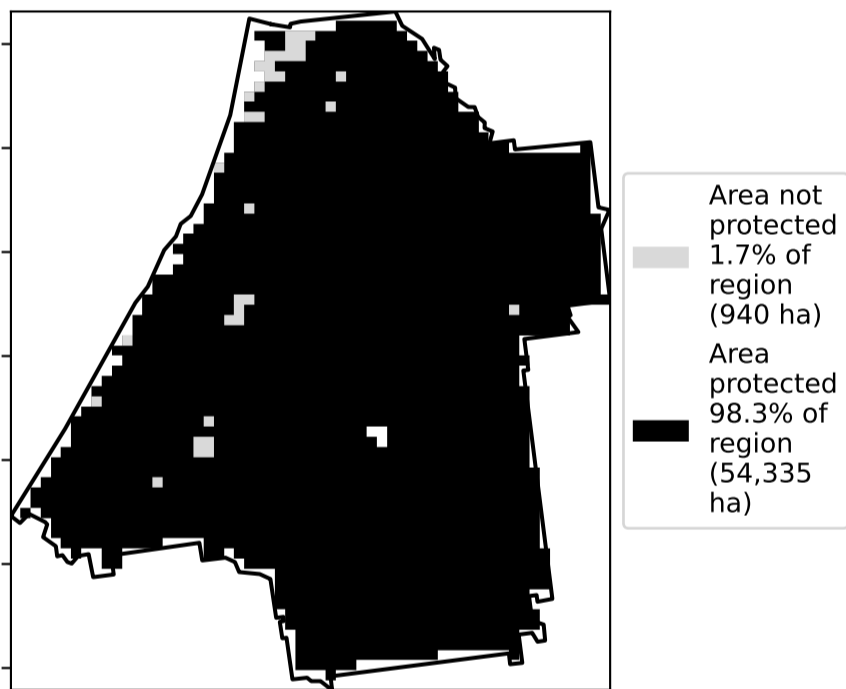 Area not
protected
1.7% of
region
(940 ha)
Area
protected
98.3% of
region
(54,335
ha)